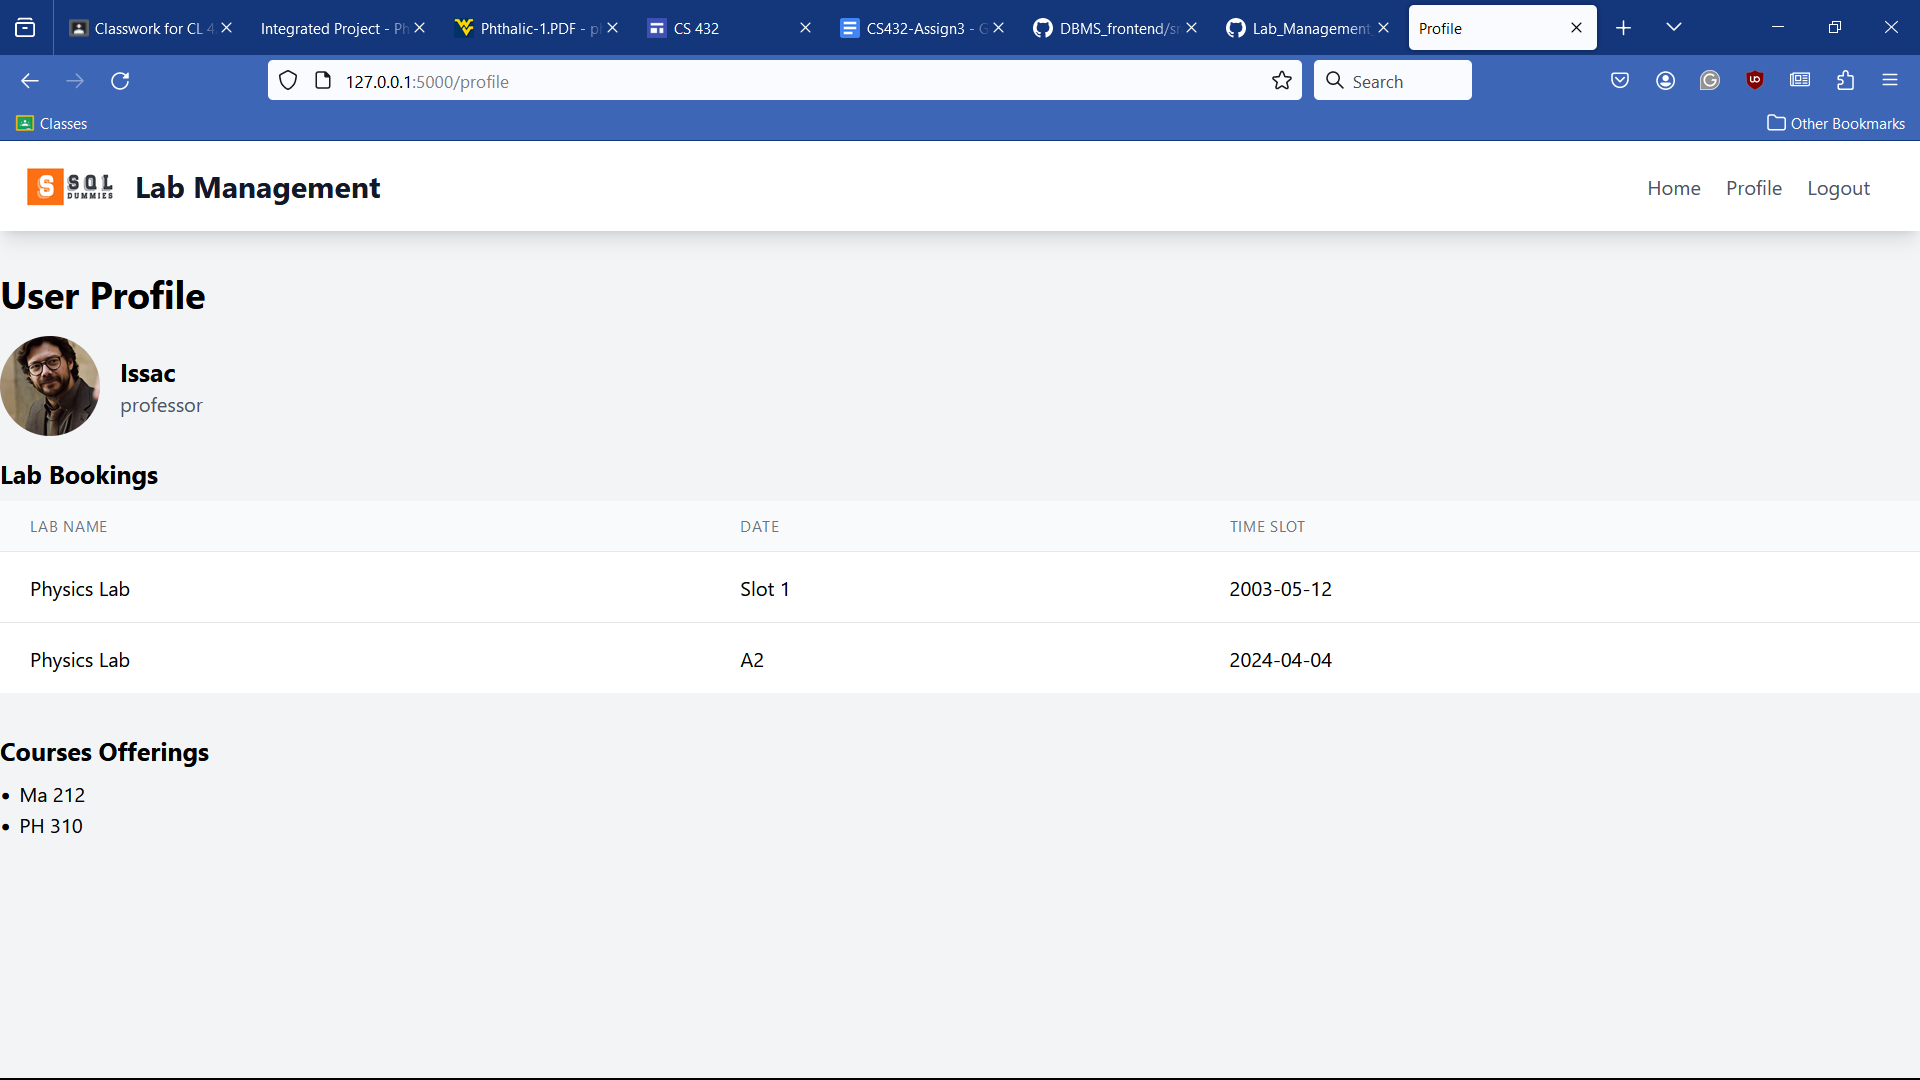 Classwork for CL 4
Integrated Project - Ph
Phthalic-1.PDF - pl
CS 432
CS432-Assign3 - G
DBMS_frontend/sr
Lab_Management_
Profile
127.0.0.1:5000/profile
Search
Classes
Other Bookmarks
S SQL DUMMIES
Lab Management
Home
Profile
Logout
User Profile
Issac
professor
Lab Bookings
LAB NAME DATE TIME SLOT
Physics Lab Slot 1 2003-05-12
Physics Lab A2 2024-04-04
Courses Offerings
• Ma 212
• PH 310